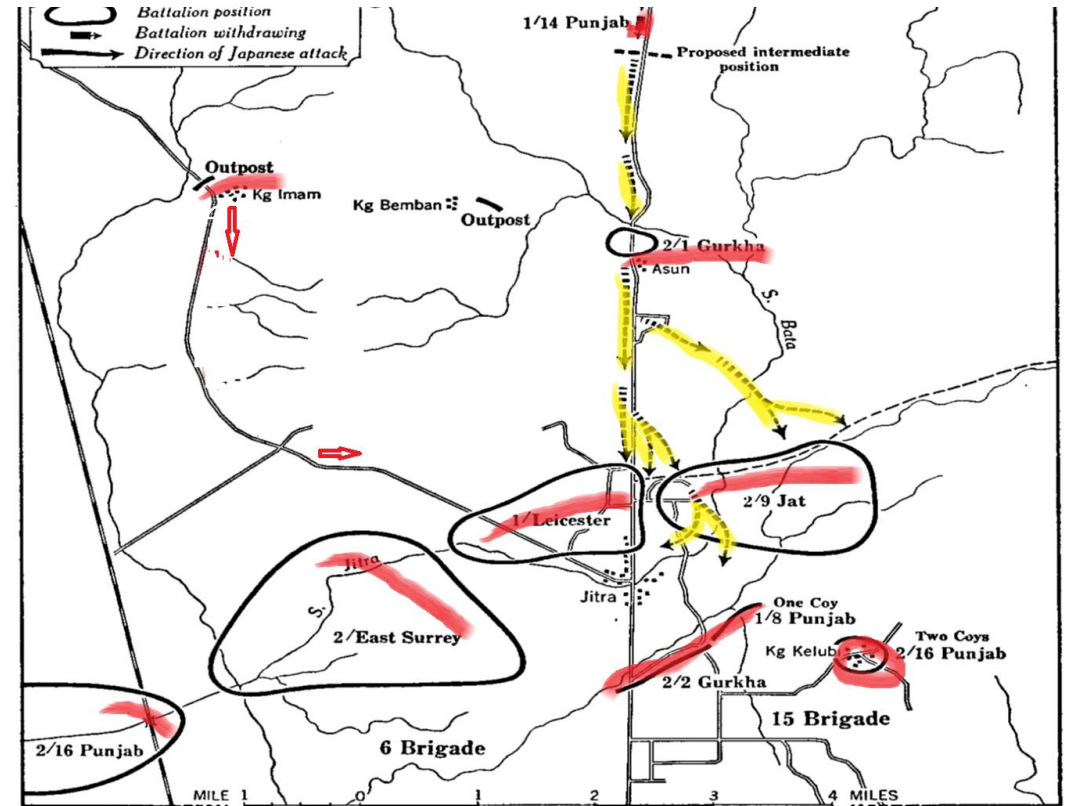 Battalion position
Battalion withdrawing
Direction of Japanese attack
1/14 Punjab
Proposed intermediate
position
Outpost
Kg Imam
Kg Bemban
Outpost
2/1 Gurkha
Asun
S. Bata
2/9 Jat
1/Leicester
Jitra
S.
2/East Surrey
Jitra
One Coy
1/8 Punjab
Kg Kelub
Two Coys
2/16 Punjab
2/2 Gurkha
15 Brigade
2/16 Punjab
6 Brigade
MILE 1 0 1 2 3 4 MILES